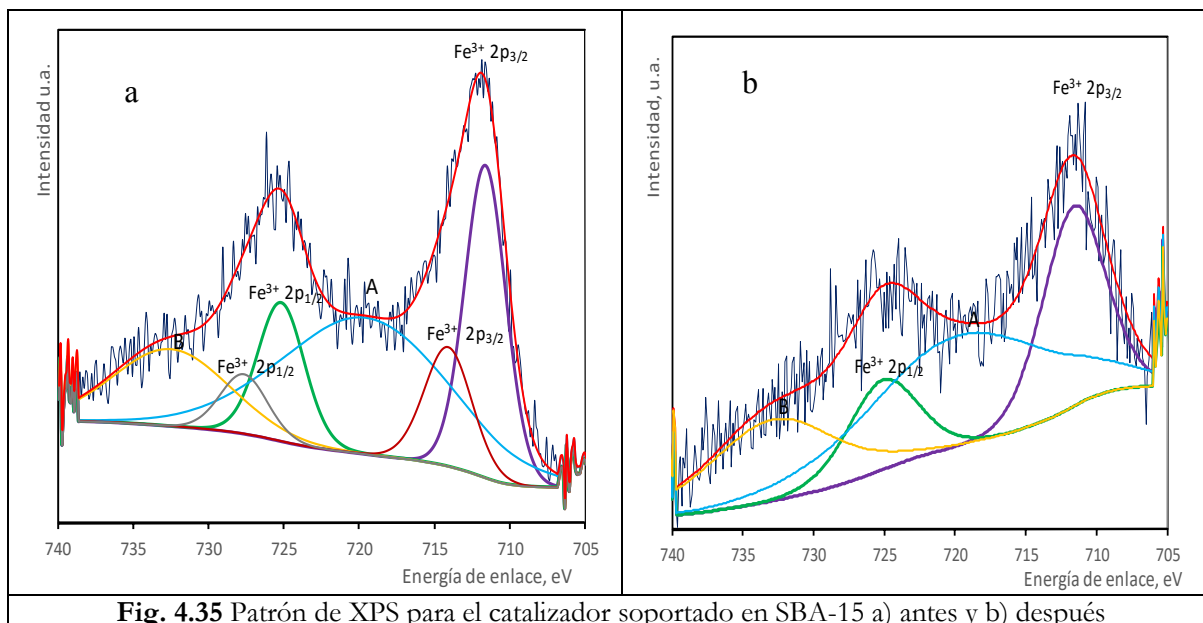 a
Fe³⁺ 2p₃/₂
Fe³⁺ 2p₁/₂
A
Fe³⁺ 2p₃/₂
B
Fe³⁺ 2p₁/₂
Intensidad u.a.
740 735 730 725 720 715 710 705
Energía de enlace, eV
b
Fe³⁺ 2p₃/₂
A
Fe³⁺ 2p₁/₂
B
Intensidad, u.a.
740 735 730 725 720 715 710 705
Energía de enlace, eV
Fig. 4.35 Patrón de XPS para el catalizador soportado en SBA-15 a) antes y b) después